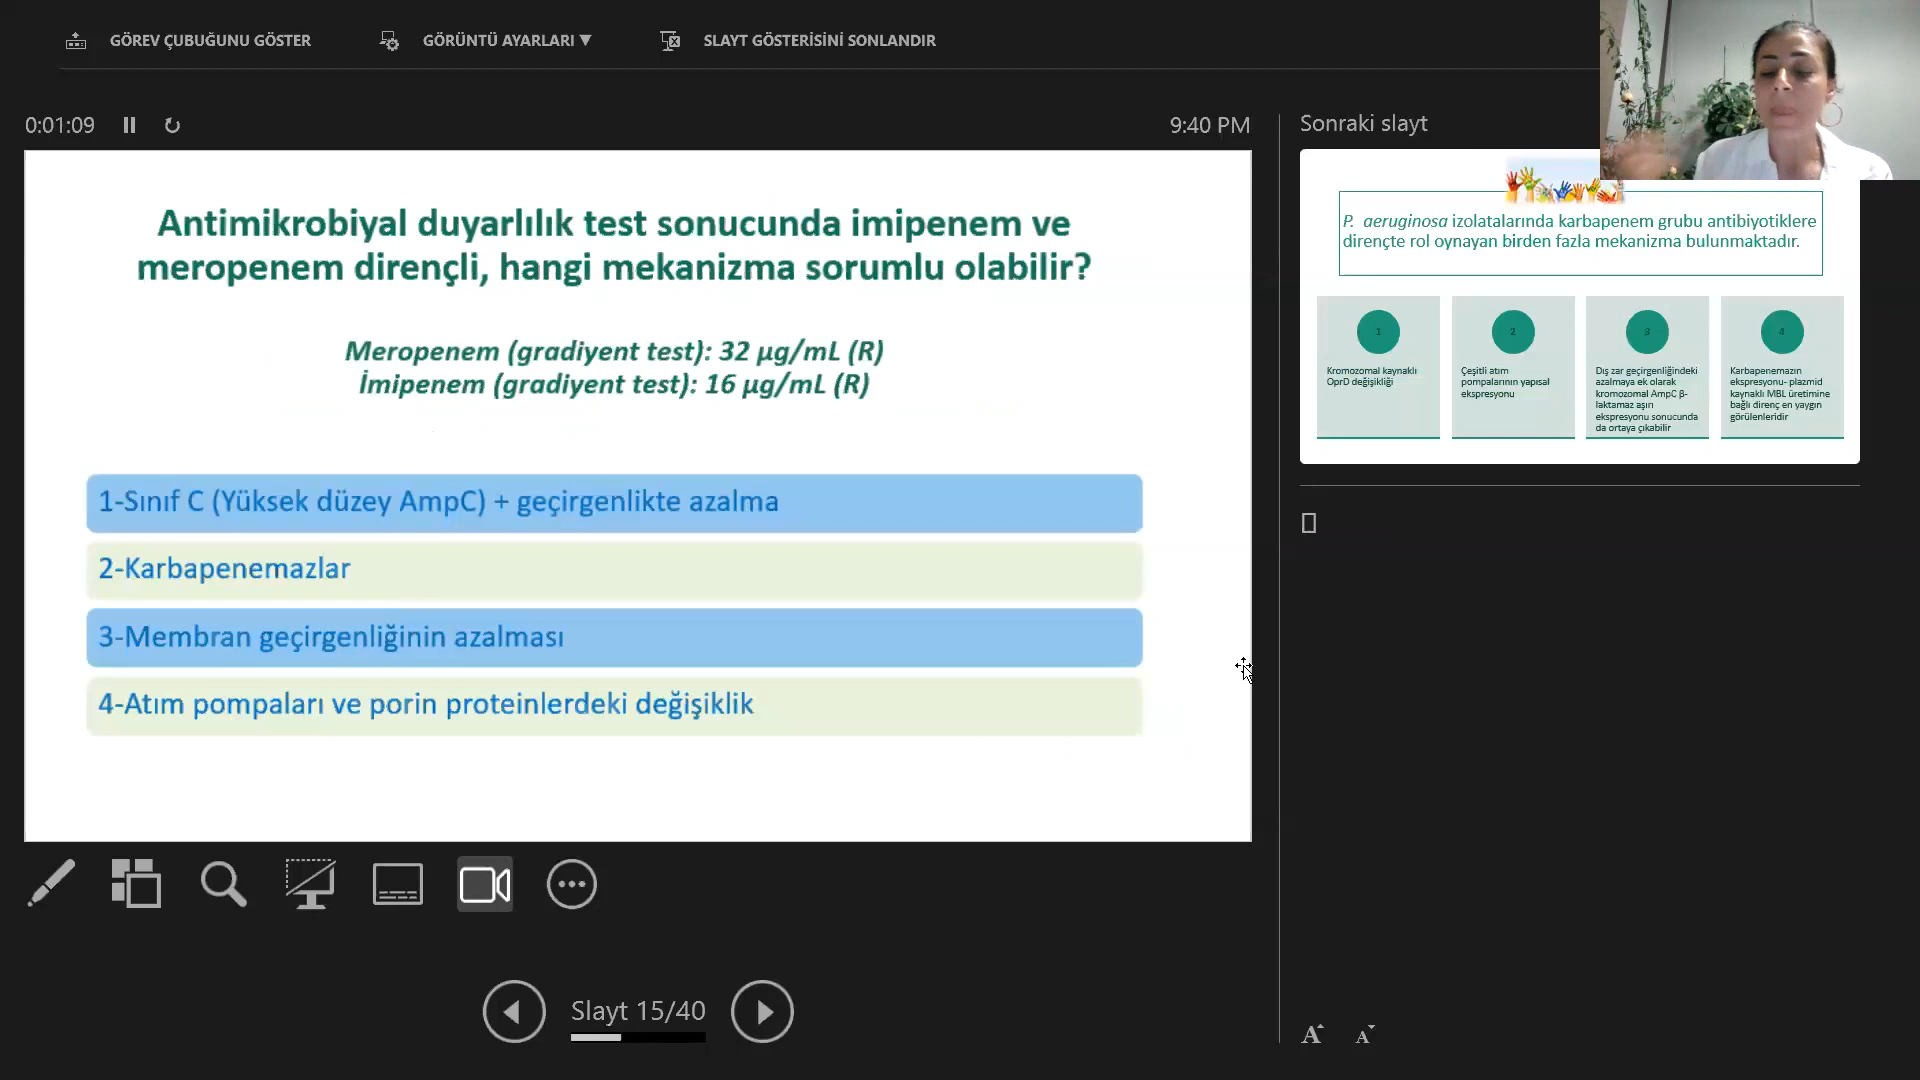 GÖREV ÇUBUĞUNU GÖSTER
GÖRÜNTÜ AYARLARI ▼
SLAYT GÖSTERİSİNİ SONLANDIR
0:01:09
9:40 PM
Antimikrobiyal duyarlılık test sonucunda imipenem ve
meropenem dirençli, hangi mekanizma sorumlu olabilir?
Meropenem (gradiyent test): 32 µg/mL (R)
İmipenem (gradiyent test): 16 µg/mL (R)
1-Sınıf C (Yüksek düzey AmpC) + geçirgenlikte azalma
2-Karbapenemazlar
3-Membran geçirgenliğinin azalması
4-Atım pompaları ve porin proteinlerdeki değişiklik
Slayt 15/40
Sonraki slayt
P. aeruginosa izolatalarında karbapenem grubu antibiyotiklere
dirençte rol oynayan birden fazla mekanizma bulunmaktadır.
1
Kromozomal kaynaklı
OprD değişikliği
2
Çeşitli atım
pompalarının yapısal
ekspresyonu
3
Dış zar geçirgenliğindeki
azalmaya ek olarak
kromozomal AmpC β-
laktamaz aşırı
ekspresyonu sonucunda
da ortaya çıkabilir
4
Karbapenemazın
ekspresyonu- plazmid
kaynaklı MBL üretimine
bağlı direnç en yaygın
görülenleridir
A A